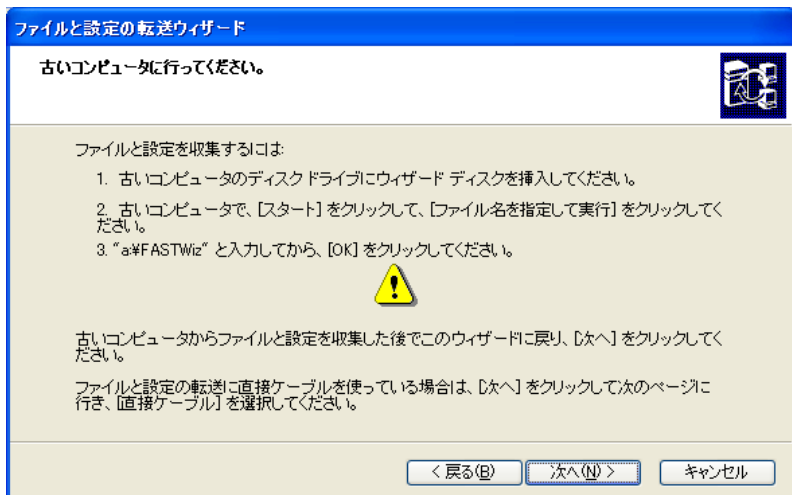 ファイルと設定の転送ウィザード
古いコンピュータに行ってください。
ファイルと設定を収集するには:
1. 古いコンピュータのディスク ドライブにウィザード ディスクを挿入してください。
2. 古いコンピュータで、[スタート] をクリックして、[ファイル名を指定して実行] をクリックしてく
ださい。
3. "a:¥FASTWiz" と入力してから、[OK] をクリックしてください。
古いコンピュータからファイルと設定を収集した後でこのウィザードに戻り、[次へ] をクリックしてく
ださい。
ファイルと設定の転送に直接ケーブルを使っている場合は、[次へ] をクリックして次のページに
行き、[直接ケーブル] を選択してください。
< 戻る(B) 次へ(N) > キャンセル